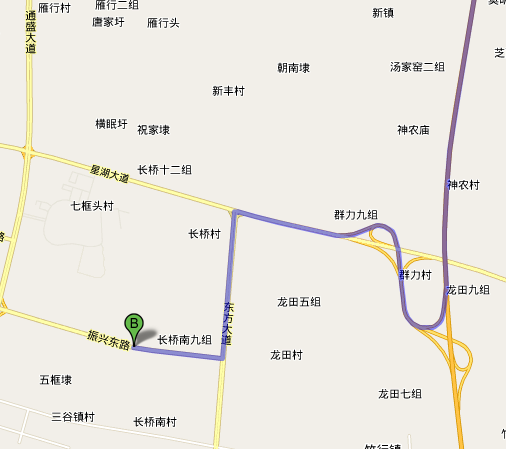 雁行村
雁行二组
唐家圩
雁行头
新镇
通盛大道
朝南埭
汤家窑二组
芝
新丰村
横眠圩
祝家埭
神农庙
星湖大道
长桥十二组
神农村
七框头村
群力九组
长桥村
路
群力村
龙田九组
龙田五组
东方大道
B
振兴东路
长桥南九组
龙田村
五框埭
龙田七组
三谷镇村
长桥南村
竹行镇